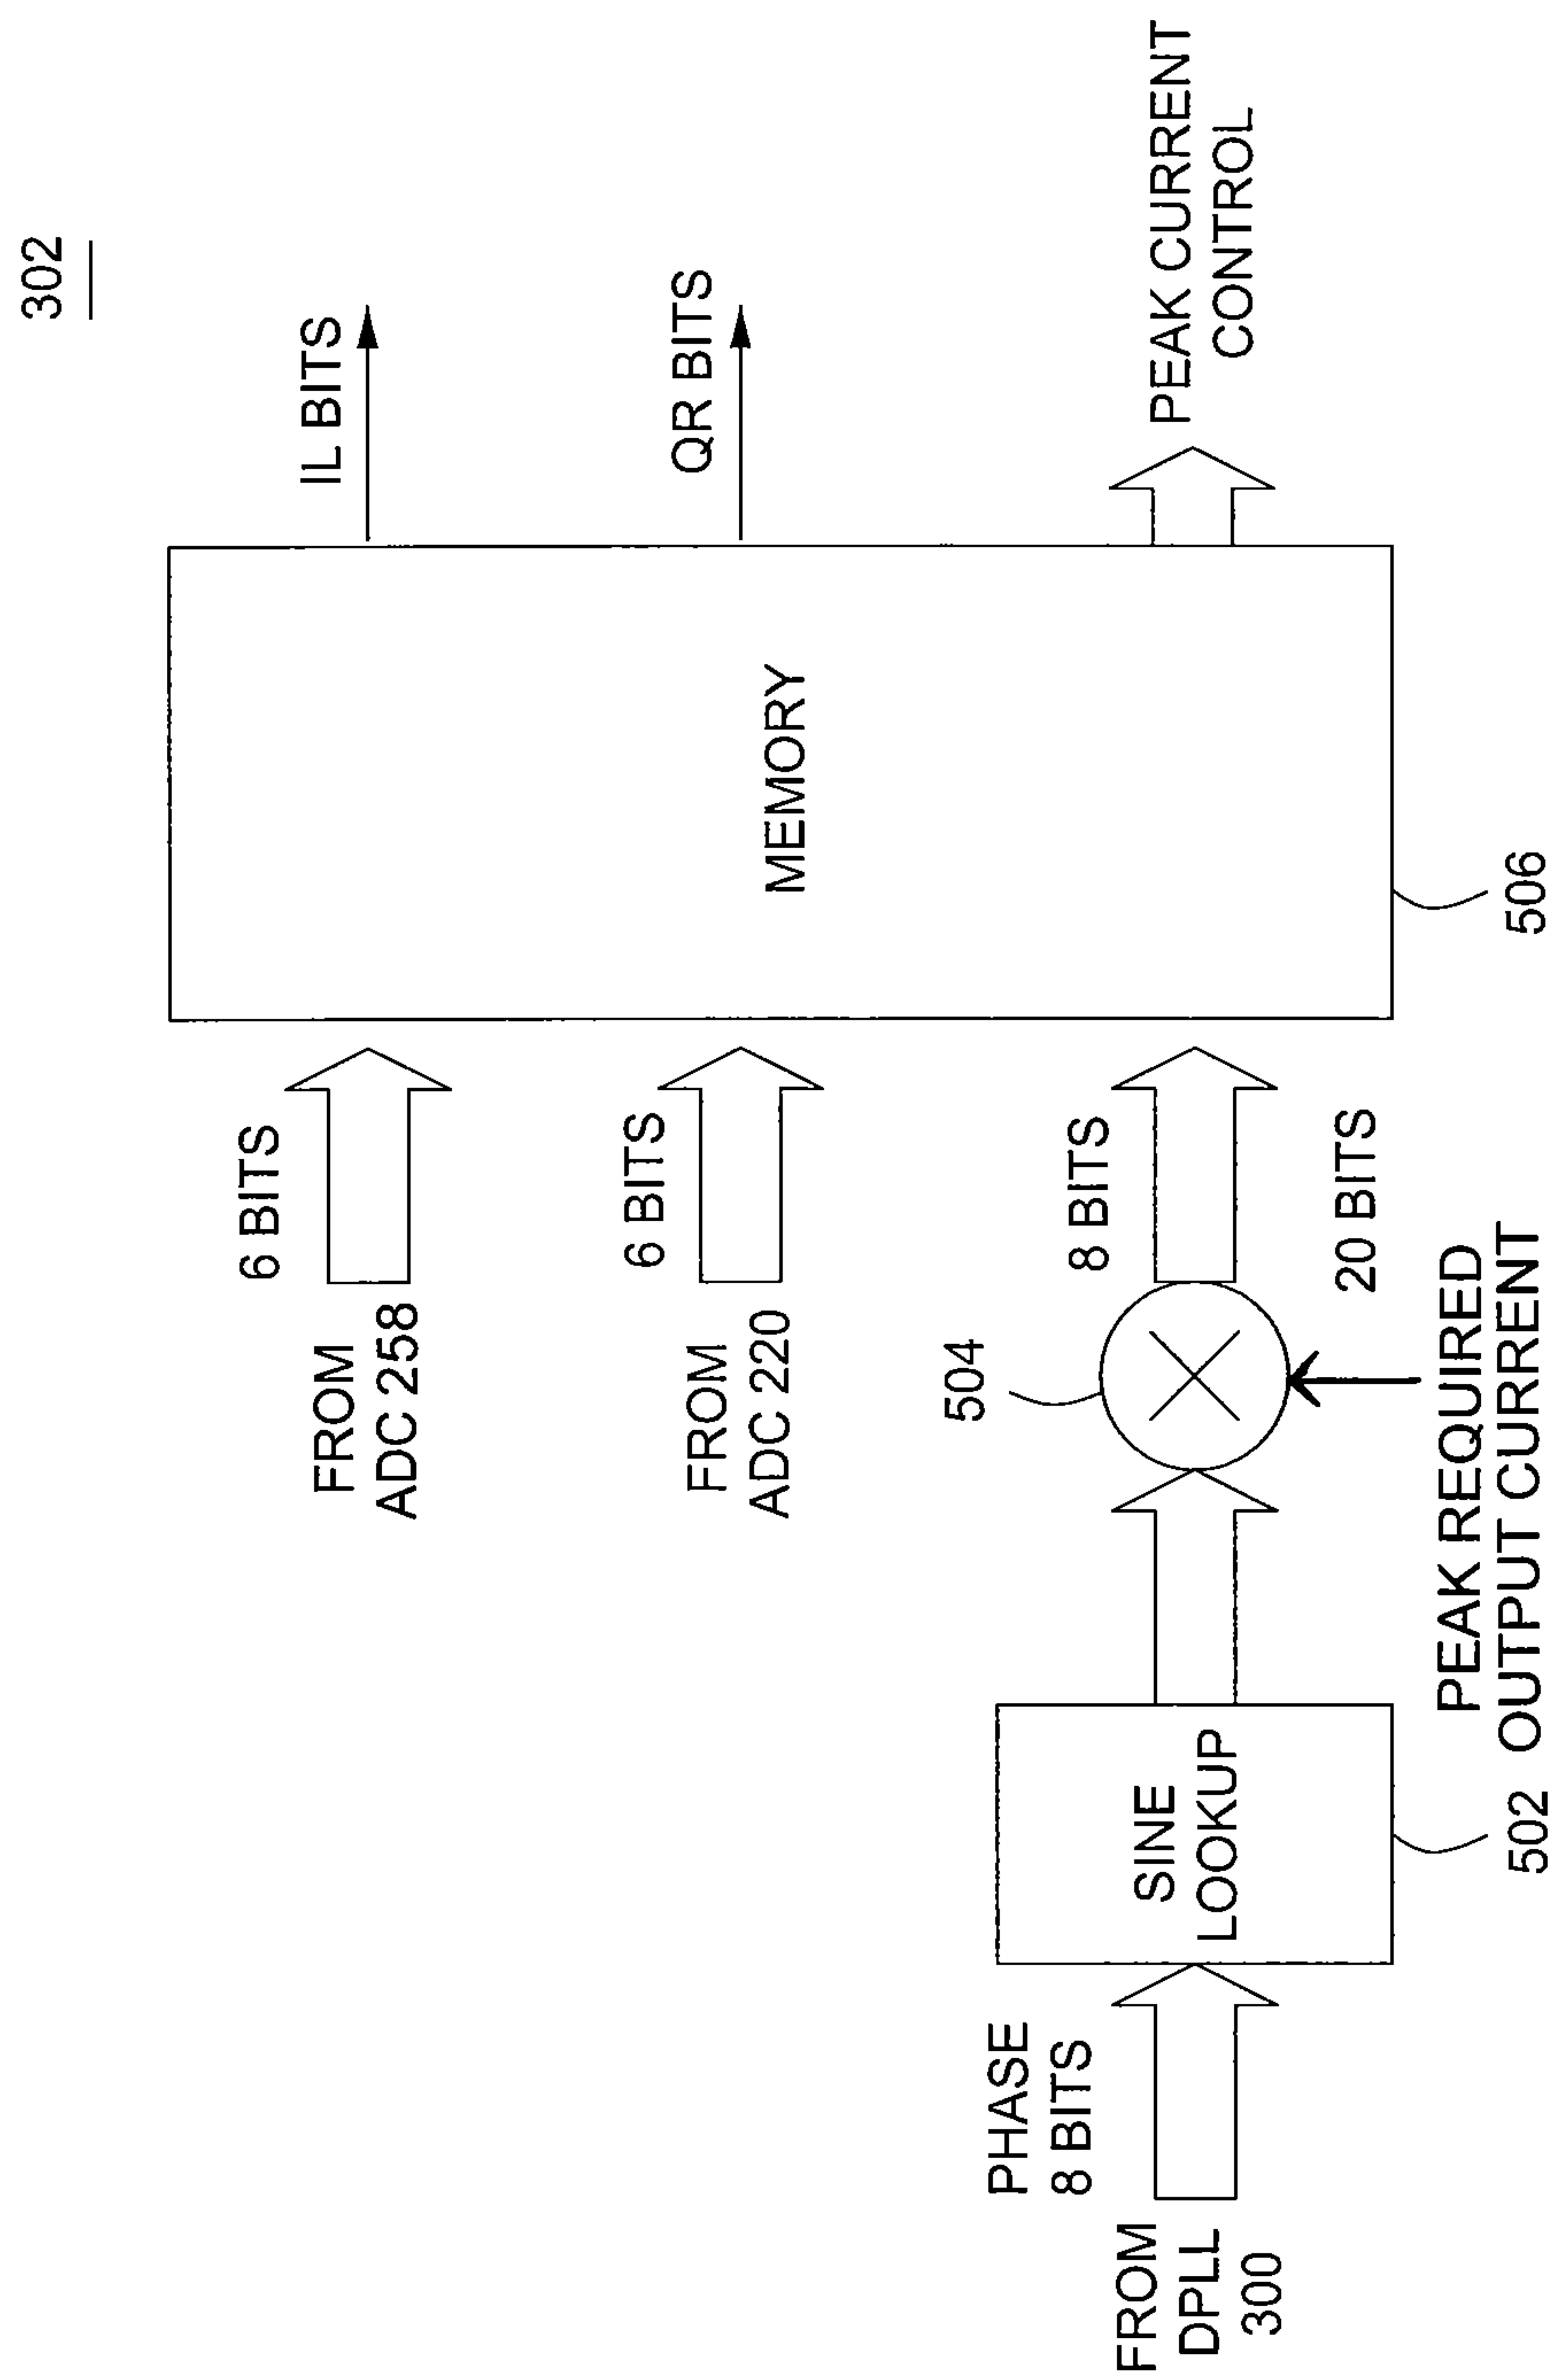 302
FROM
ADC 258
6 BITS
IL BITS
FROM
ADC 220
6 BITS
QR BITS
MEMORY
506
FROM
DPLL
300
PHASE
8 BITS
SINE
LOOKUP
502
504
8 BITS
20 BITS
PEAK REQUIRED
OUTPUT CURRENT
PEAK CURRENT
CONTROL